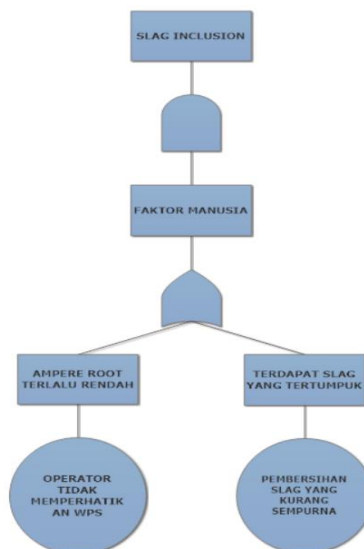 SLAG INCLUSION
FAKTOR MANUSIA
AMPERE ROOT
TERLALU RENDAH
TERDAPAT SLAG
YANG TERTUMPUK
OPERATOR
TIDAK
MEMPERHATIK
AN WPS
PEMBERSIHAN
SLAG YANG
KURANG
SEMPURNA